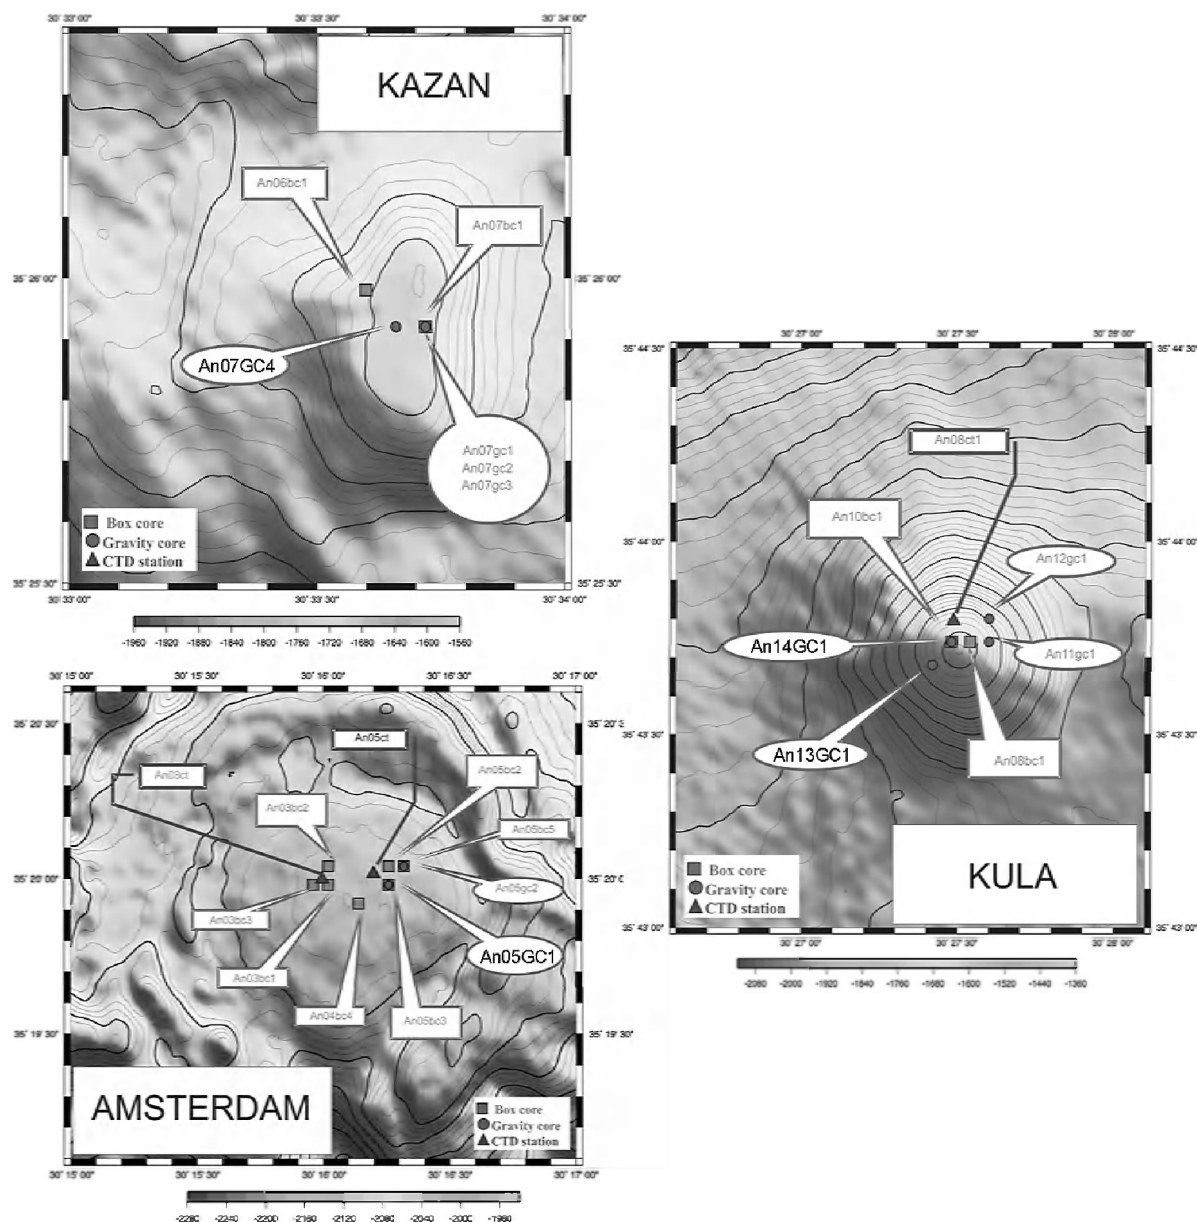 30° 33'00"
30° 33'30"
30° 34' 00"
KAZAN
An06bc1
An07bc1
35° 26' 00"
35° 26' 00"
An07GC4
An07gc1
An07gc2
An07gc3
Box core
Gravity core
CTD station
35° 25' 30"
35° 25' 30"
30° 33' 00"
30° 33' 30"
30° 34' 00"
-1960 -1920 -1880 -1840 -1800 -1760 -1720 -1680 -1640 -1600 -1560
30° 15' 00"
30° 15' 30"
30° 16' 00"
30° 16' 30"
30° 17' 00"
35° 20' 30"
An05ct
An03ct
An05bc2
An03bc2
An05bc5
35° 20' 00"
An05gc2
An03bc3
An05GC1
An03bc1
An04bc4
An05bc3
35° 19' 30"
35° 19' 30"
AMSTERDAM
Box core
Gravity core
CTD station
30° 15' 00"
30° 15' 30"
30° 16' 00"
30° 16' 30"
30° 17' 00"
-2280 -2240 -2200 -2160 -2120 -2080 -2040 -2000 -1960
30° 27'00"
30° 27'30"
30° 28' 00"
35° 44' 30"
35° 44' 30"
An08ct1
An10bc1
35° 44' 00"
35° 44' 00"
An12gc1
An14GC1
An11gc1
An13GC1
An08bc1
35° 43' 30"
35° 43' 30"
KULA
Box core
Gravity core
CTD station
35° 43' 00"
35° 43' 00"
30° 27'00"
30° 27'30"
30° 28' 00"
-2000 -1920 -1760 -1600 -1520 -1440 -1360